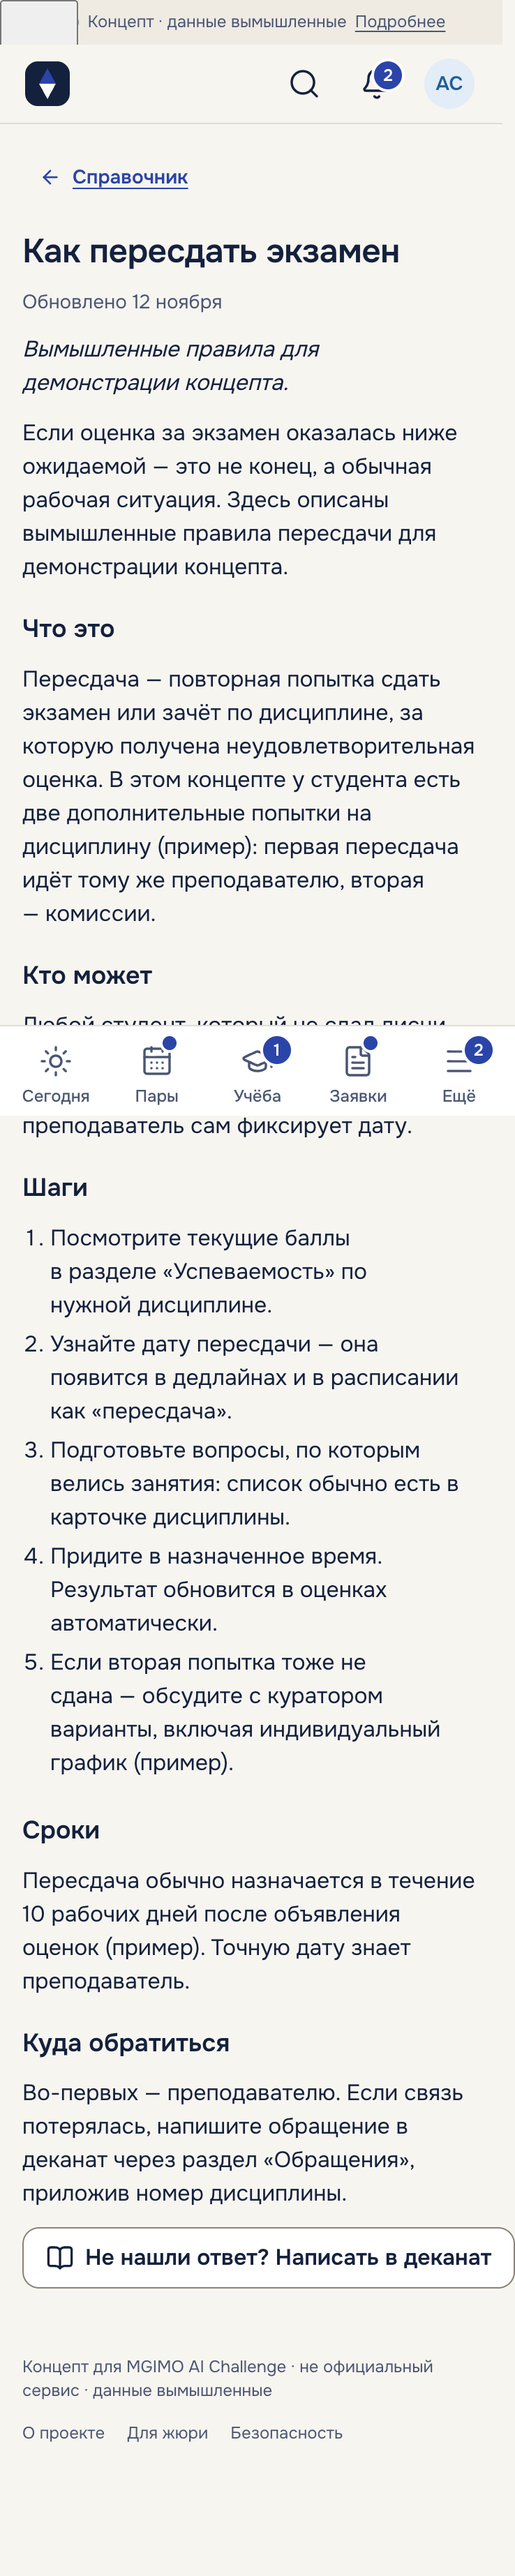 Концепт · данные вымышленные Подробнее
2
АС
Справочник
Как пересдать экзамен
Обновлено 12 ноября
Вымышленные правила для
демонстрации концепта.
Если оценка за экзамен оказалась ниже
ожидаемой — это не конец, а обычная
рабочая ситуация. Здесь описаны
вымышленные правила пересдачи для
демонстрации концепта.
Что это
Пересдача — повторная попытка сдать
экзамен или зачёт по дисциплине, за
которую получена неудовлетворительная
оценка. В этом концепте у студента есть
две дополнительные попытки на
дисциплину (пример): первая пересдача
идёт тому же преподавателю, вторая
— комиссии.
Кто может
Любой студент, который не сдал
1
2
Сегодня Пары Учёба Заявки Ещё
преподаватель сам фиксирует дату.
Шаги
1. Посмотрите текущие баллы
в разделе «Успеваемость» по
нужной дисциплине.
2. Узнайте дату пересдачи — она
появится в дедлайнах и в расписании
как «пересдача».
3. Подготовьте вопросы, по которым
велись занятия: список обычно есть в
карточке дисциплины.
4. Придите в назначенное время.
Результат обновится в оценках
автоматически.
5. Если вторая попытка тоже не
сдана — обсудите с куратором
варианты, включая индивидуальный
график (пример).
Сроки
Пересдача обычно назначается в течение
10 рабочих дней после объявления
оценок (пример). Точную дату знает
преподаватель.
Куда обратиться
Во-первых — преподавателю. Если связь
потерялась, напишите обращение в
деканат через раздел «Обращения»,
приложив номер дисциплины.
Не нашли ответ? Написать в деканат
Концепт для MGIMO AI Challenge · не официальный
сервис · данные вымышленные
О проекте Для жюри Безопасность